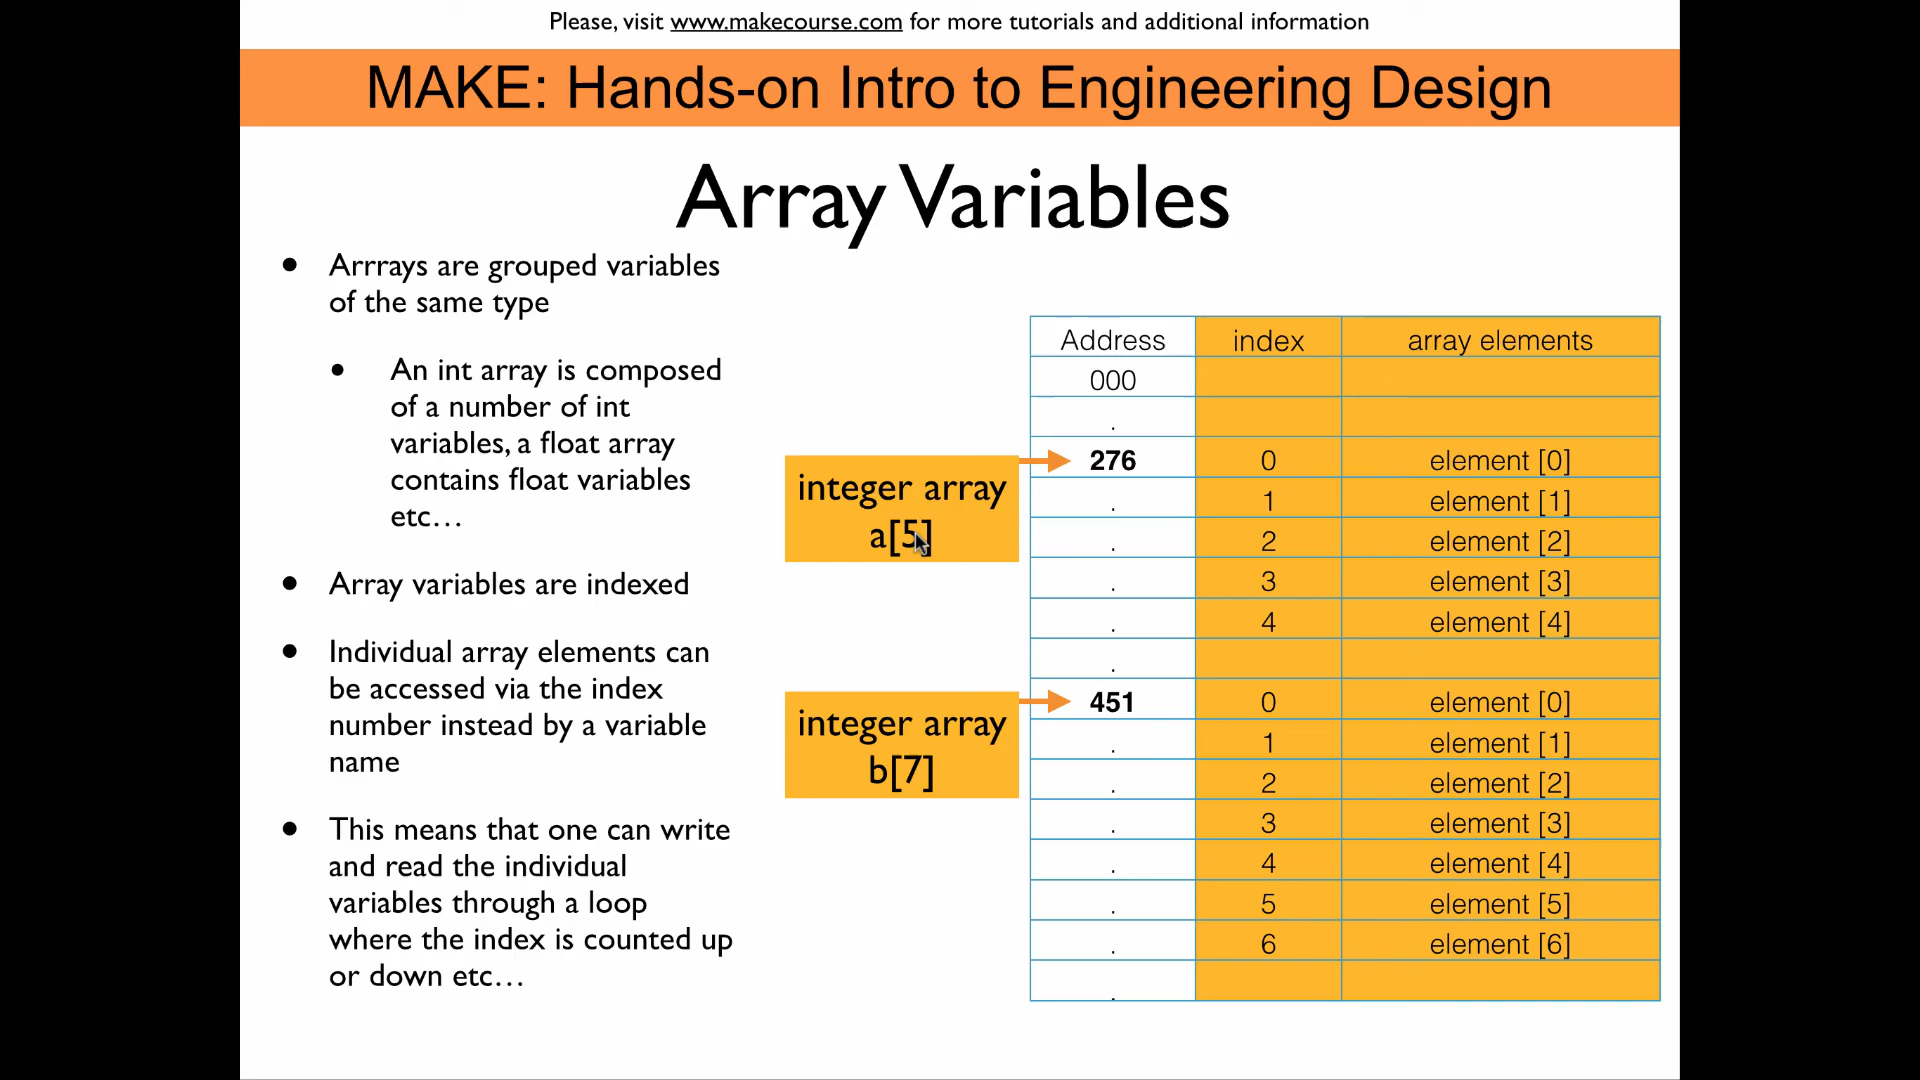 Please, visit www.makecourse.com for more tutorials and additional information
MAKE: Hands-on Intro to Engineering Design
Array Variables
• Arrrays are grouped variables
of the same type
• An int array is composed
of a number of int
variables, a float array
contains float variables
etc…
• Array variables are indexed
• Individual array elements can
be accessed via the index
number instead by a variable
name
• This means that one can write
and read the individual
variables through a loop
where the index is counted up
or down etc…
integer array
a[5]
integer array
b[7]
Address index array elements
000
.
276 0 element [0]
. 1 element [1]
. 2 element [2]
. 3 element [3]
. 4 element [4]
.
451 0 element [0]
. 1 element [1]
. 2 element [2]
. 3 element [3]
. 4 element [4]
. 5 element [5]
. 6 element [6]
.